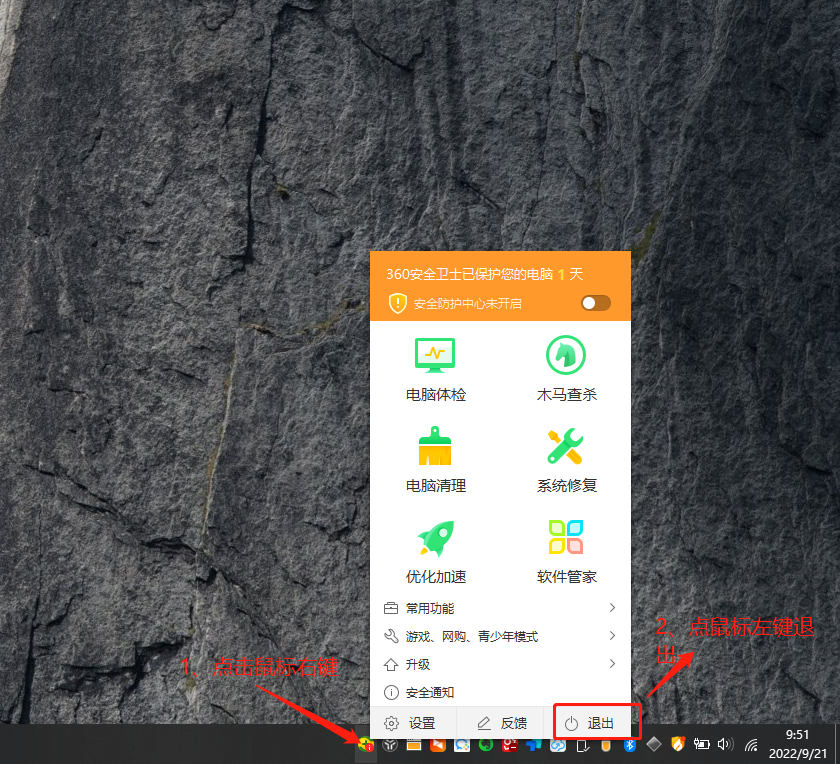 360安全卫士已保护您的电脑 1 天
安全防护中心未开启
电脑体检
木马查杀
电脑清理
系统修复
优化加速
软件管家
常用功能
游戏、网购、青少年模式
升级
安全通知
设置
反馈
退出
1、点击鼠标右键
2、点鼠标左键退
出
9:51
2022/9/21